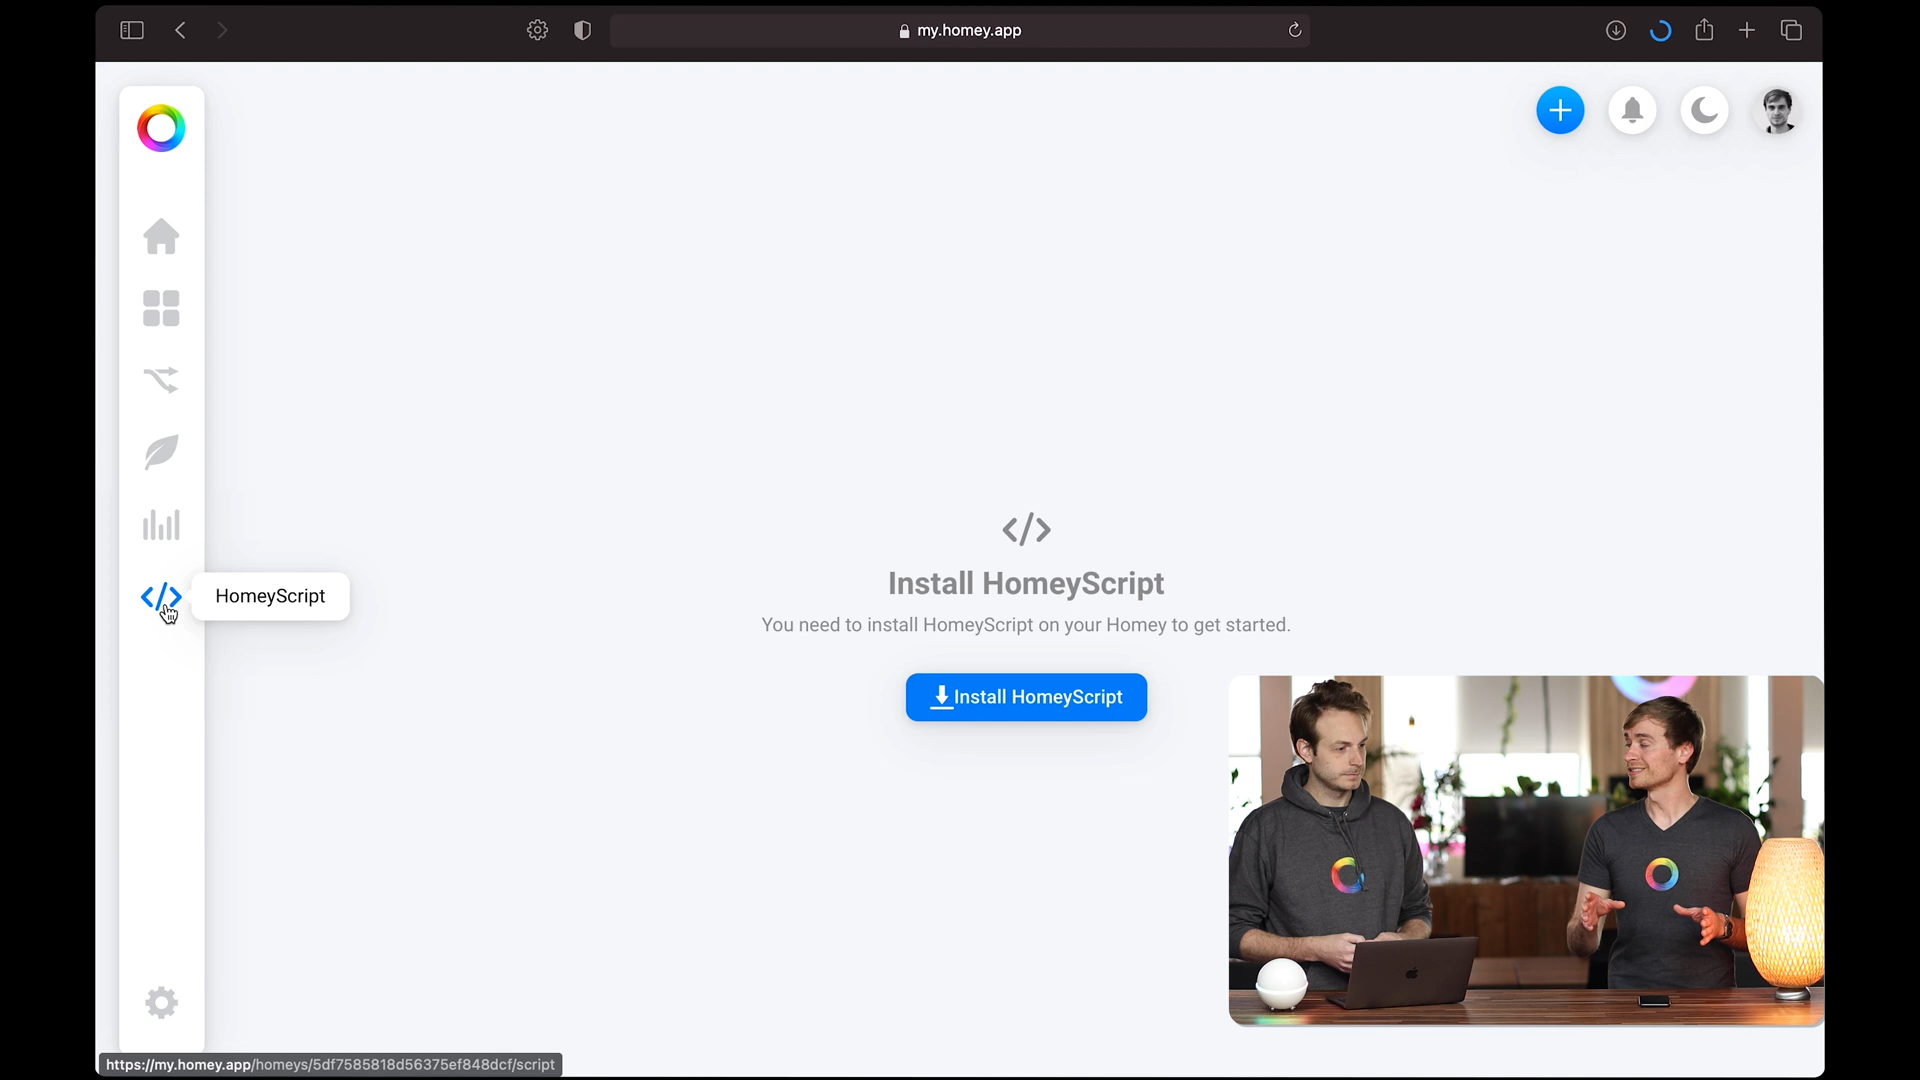 my.homey.app
HomeyScript
Install HomeyScript
You need to install HomeyScript on your Homey to get started.
Install HomeyScript
https://my.homey.app/homeys/5df7585818d56375ef848dcf/script